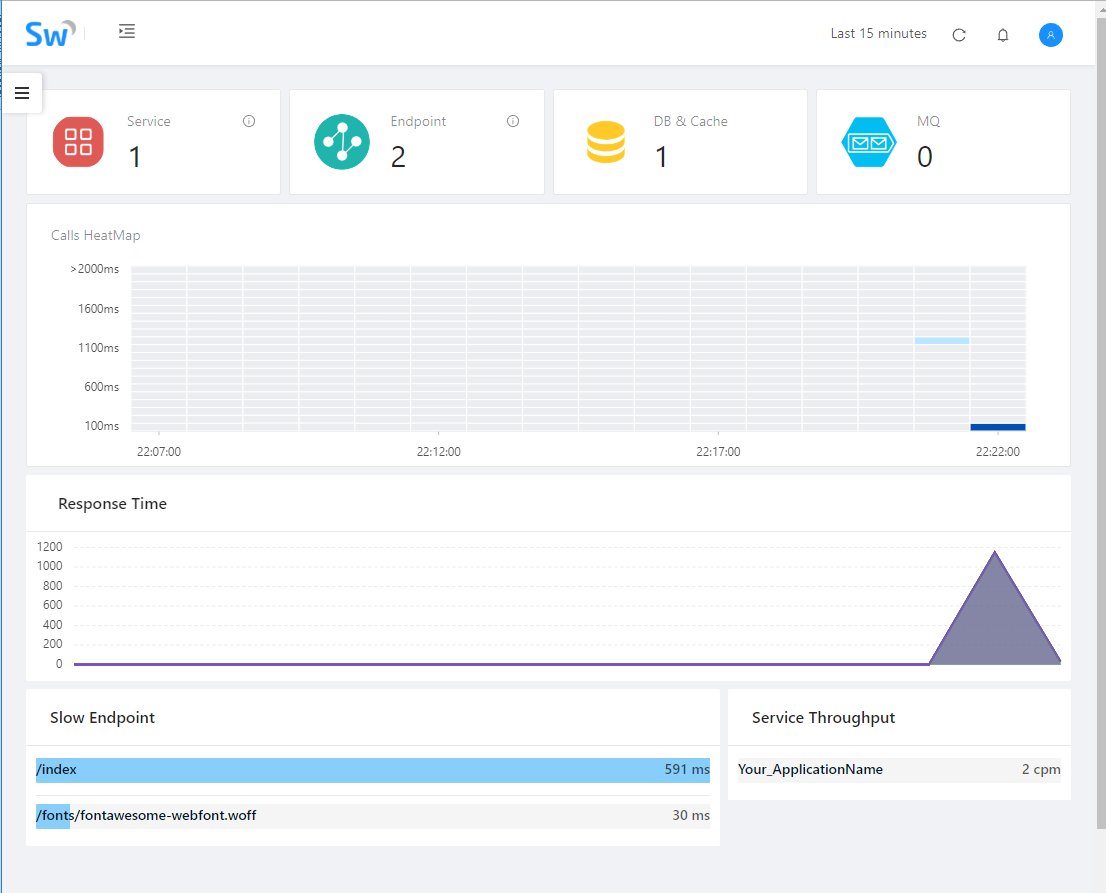 Sw
Last 15 minutes
A
Service
1
Endpoint
2
DB & Cache
1
MQ
0
Calls HeatMap
>2000ms
1600ms
1100ms
600ms
100ms
22:07:00
22:12:00
22:17:00
22:22:00
Response Time
1200
1000
800
600
400
200
0
Slow Endpoint
/index 591 ms
/fonts/fontawesome-webfont.woff 30 ms
Service Throughput
Your_ApplicationName 2 cpm